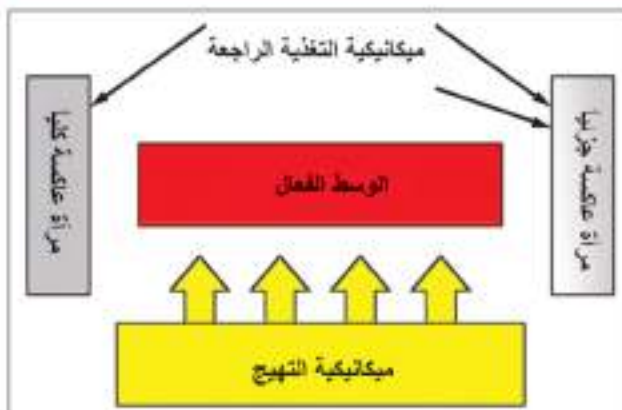 ميكانيكية التغذية الراجعة
مرآة عاكسة جزئيا
الوسط الفعال
مرآة عاكسة كليا
ميكانيكية التهيج